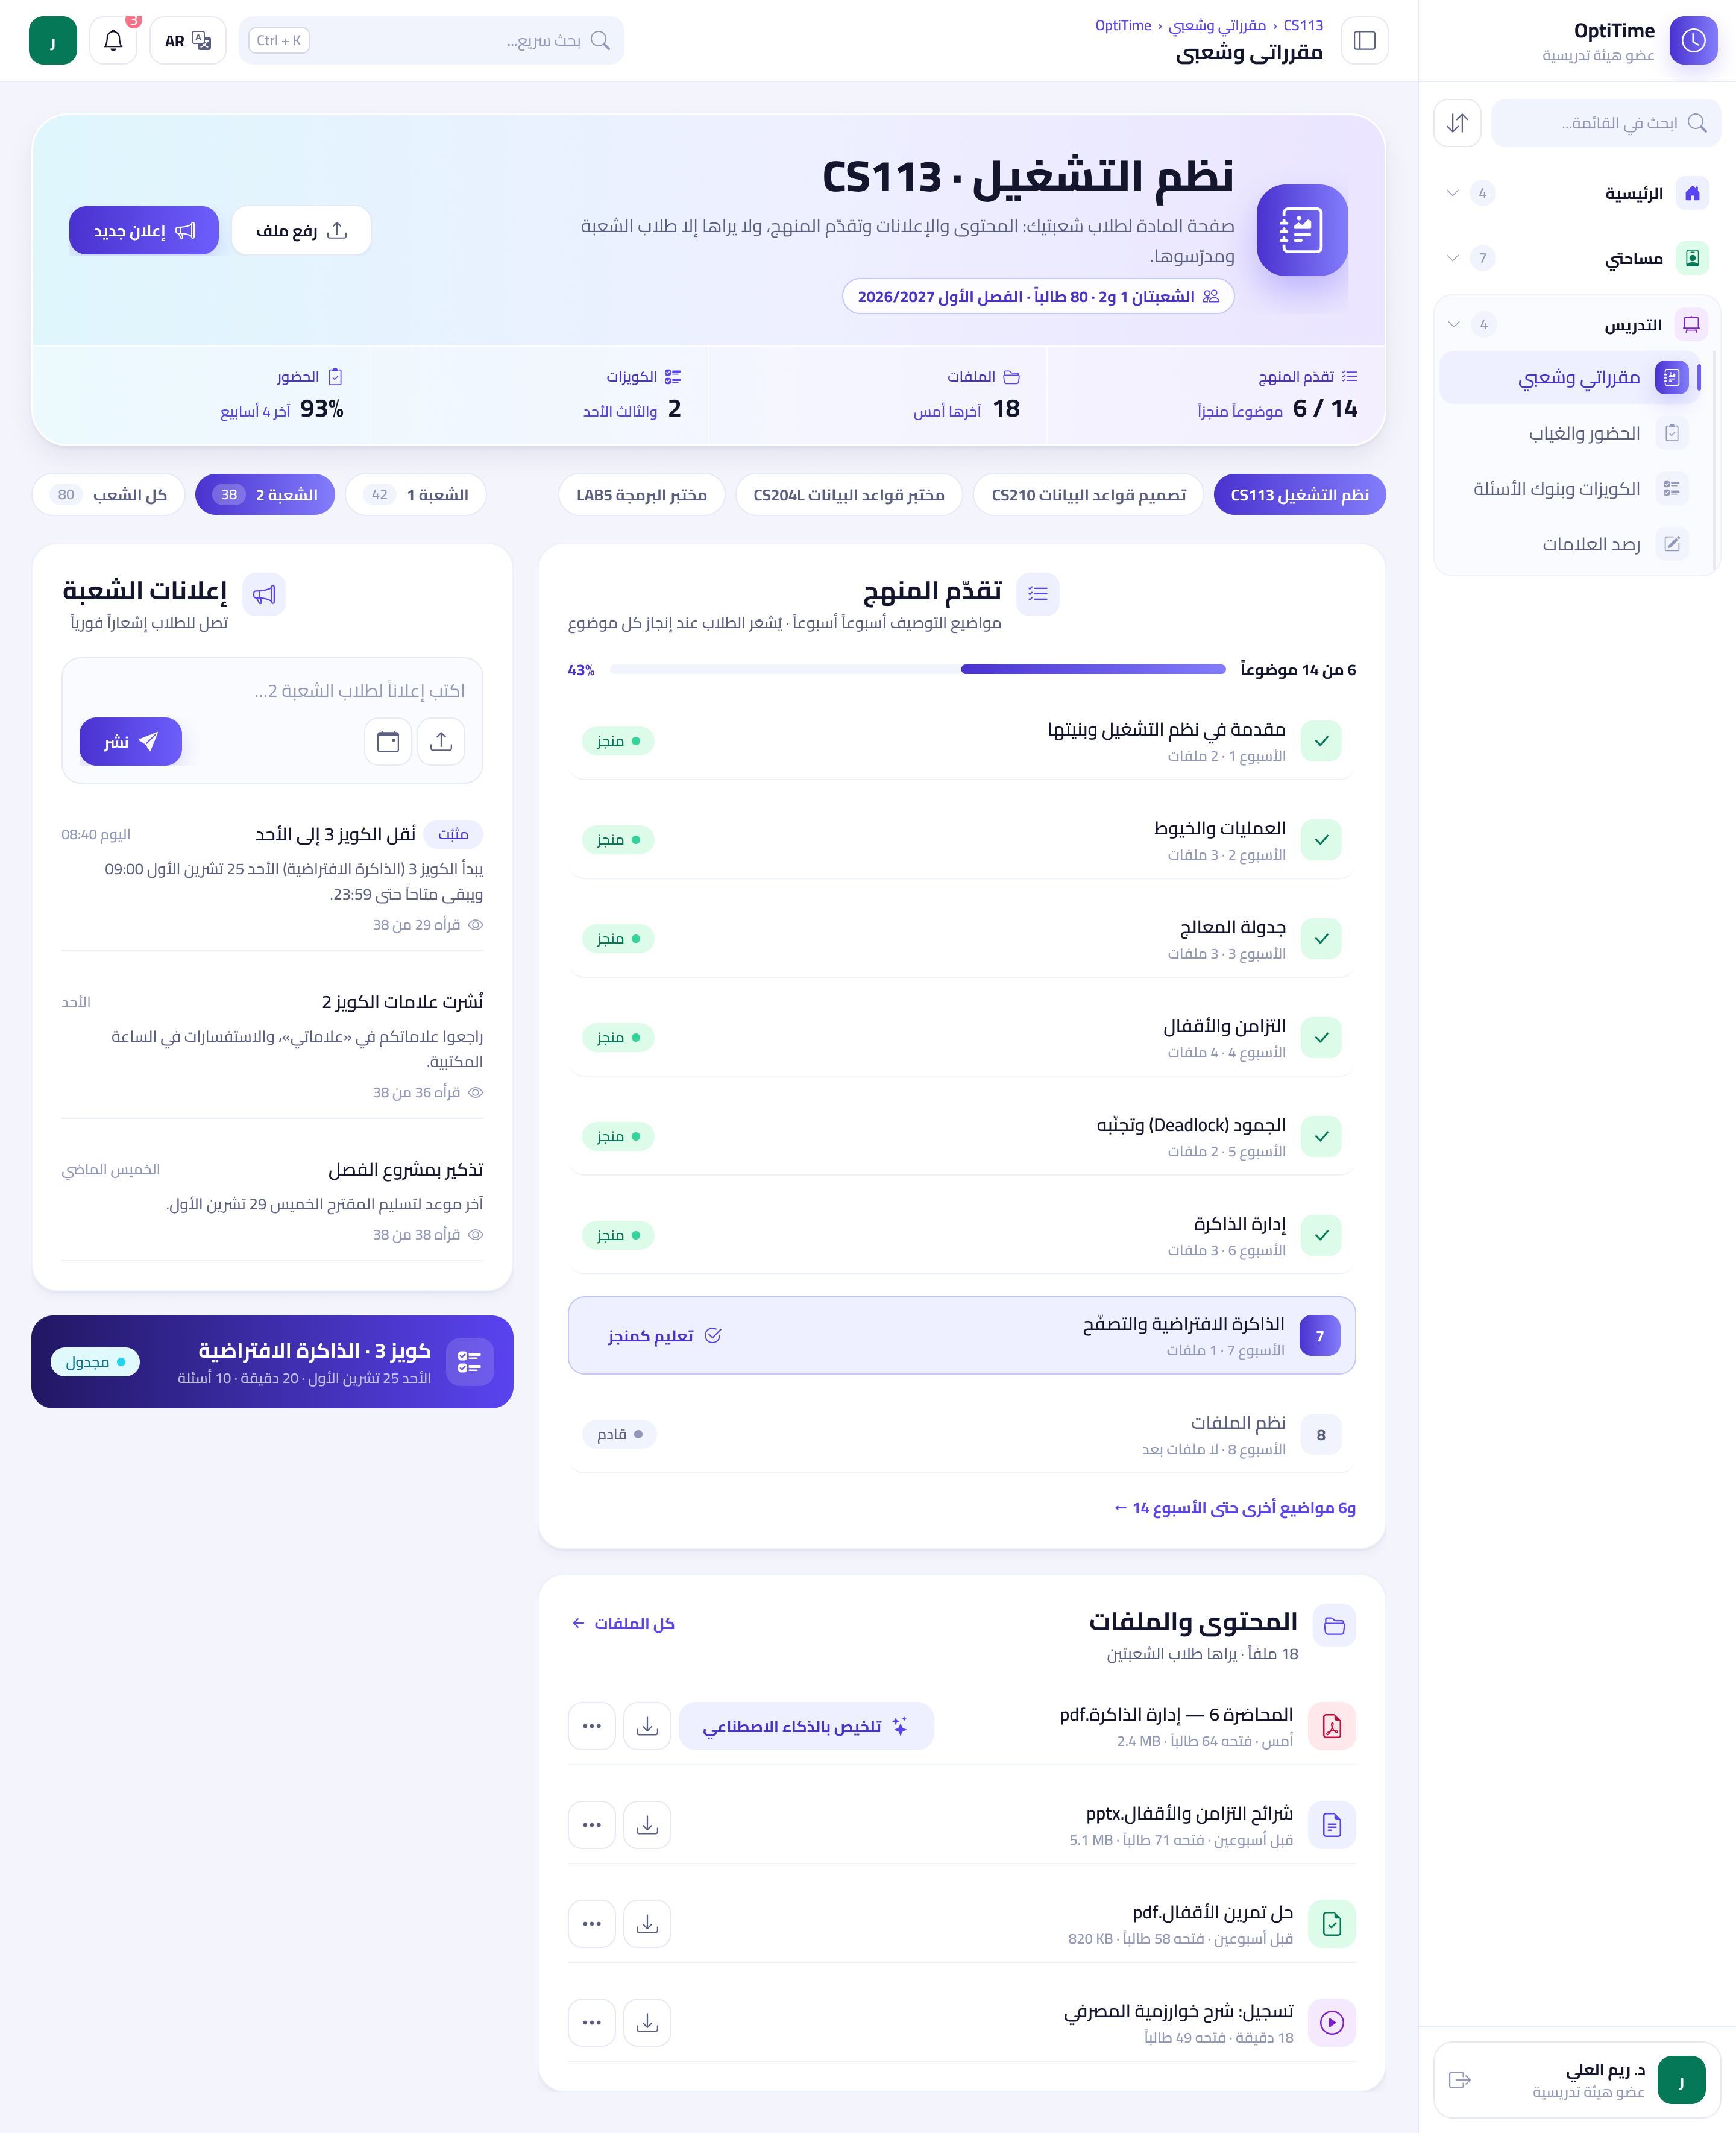 OptiTime
عضو هيئة تدريسية
ابحث في القائمة...
الرئيسية 4
مساحتي 7
التدريس 4
مقرراتي وشعبي
الحضور والغياب
الكويزات وبنوك الأسئلة
رصد العلامات
د. ريم العلي
عضو هيئة تدريسية
ر
CS113 › مقرراتي وشعبي › OptiTime
مقرراتي وشعبي
بحث سريع... Ctrl + K
AR
3
ر
نظم التشغيل · CS113
صفحة المادة لطلاب شعبتيك: المحتوى والإعلانات وتقدّم المنهج، ولا يراها إلا طلاب الشعبة
ومدرّسوها.
الشعبتان 1 و2 · 80 طالباً · الفصل الأول 2026/2027
رفع ملف
إعلان جديد
تقدّم المنهج
6 / 14 موضوعاً منجزاً
الملفات
18 آخرها أمس
الكويزات
2 والثالث الأحد
الحضور
93% آخر 4 أسابيع
نظم التشغيل CS113
تصميم قواعد البيانات CS210
مختبر قواعد البيانات CS204L
مختبر البرمجة LAB5
الشعبة 1 42
الشعبة 2 38
كل الشعب 80
تقدّم المنهج
مواضيع التوصيف أسبوعاً أسبوعاً · يُشعَر الطلاب عند إنجاز كل موضوع
6 من 14 موضوعاً 43%
مقدمة في نظم التشغيل وبنيتها
الأسبوع 1 · 2 ملفات
منجز
العمليات والخيوط
الأسبوع 2 · 3 ملفات
منجز
جدولة المعالج
الأسبوع 3 · 3 ملفات
منجز
التزامن والأقفال
الأسبوع 4 · 4 ملفات
منجز
الجمود (Deadlock) وتجنّبه
الأسبوع 5 · 2 ملفات
منجز
إدارة الذاكرة
الأسبوع 6 · 3 ملفات
منجز
7
الذاكرة الافتراضية والتصفّح
الأسبوع 7 · 1 ملفات
تعليم كمنجز
8
نظم الملفات
الأسبوع 8 · لا ملفات بعد
قادم
و6 مواضيع أخرى حتى الأسبوع 14 ←
المحتوى والملفات
18 ملفاً · يراها طلاب الشعبتين
كل الملفات ←
المحاضرة 6 — إدارة الذاكرة.pdf
أمس · فتحه 64 طالباً · 2.4 MB
تلخيص بالذكاء الاصطناعي
شرائح التزامن والأقفال.pptx
قبل أسبوعين · فتحه 71 طالباً · 5.1 MB
حل تمرين الأقفال.pdf
قبل أسبوعين · فتحه 58 طالباً · 820 KB
تسجيل: شرح خوارزمية المصرفي
18 دقيقة · فتحه 49 طالباً
إعلانات الشعبة
تصل للطلاب إشعاراً فورياً
اكتب إعلاناً لطلاب الشعبة 2...
نشر
مثبّت نُقل الكويز 3 إلى الأحد اليوم 08:40
يبدأ الكويز 3 (الذاكرة الافتراضية) الأحد 25 تشرين الأول 09:00
ويبقى متاحاً حتى 23:59.
قرأه 29 من 38
نُشرت علامات الكويز 2 الأحد
راجعوا علاماتكم في «علاماتي»، والاستفسارات في الساعة
المكتبية.
قرأه 36 من 38
تذكير بمشروع الفصل الخميس الماضي
آخر موعد لتسليم المقترح الخميس 29 تشرين الأول.
قرأه 38 من 38
كويز 3 · الذاكرة الافتراضية
الأحد 25 تشرين الأول · 20 دقيقة · 10 أسئلة
مجدول